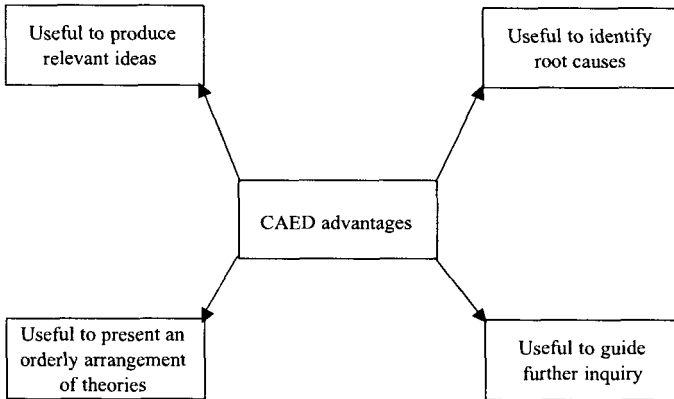 Useful to produce
relevant ideas
Useful to identify
root causes
CAED advantages
Useful to present an
orderly arrangement
of theories
Useful to guide
further inquiry